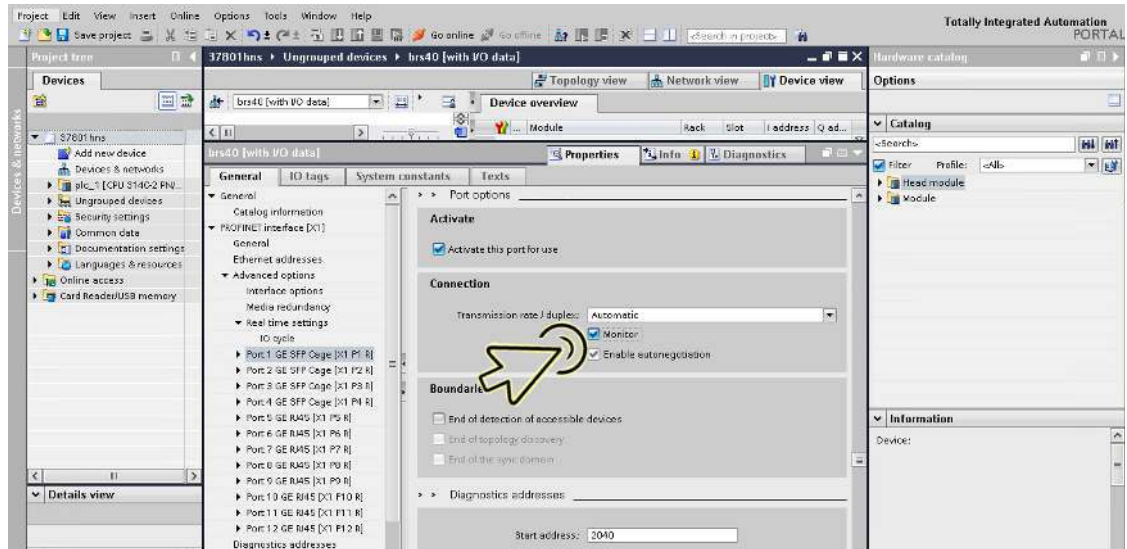 Project Edit View Insert Online Options Tools Window Help
Totally Integrated Automation
PORTAL
Save project
Go online
Go offline
<Search in project>
Project tree
37801hns ▸ Ungrouped devices ▸ brs40 [with I/O data]
Hardware catalog
Devices
Topology view
Network view
Device view
Options
brs40 [with I/O data]
Device overview
Module
Rack
Slot
I address
Q ad...
Catalog
<Search>
Filter
Profile:
<All>
Head module
Module
Devices & networks
37801hns
Add new device
Devices & networks
plc_1 [CPU 314C-2 PN/...
Ungrouped devices
Security settings
Common data
Documentation settings
Languages & resources
Online access
Card Reader/USB memory
Details view
brs40 [with I/O data]
Properties
Info
Diagnostics
General
IO tags
System constants
Texts
General
Catalog information
PROFINET interface [X1]
General
Ethernet addresses
Advanced options
Interface options
Media redundancy
Real time settings
IO cycle
Port 1 GE SFP Cage [X1 P1 R]
Port 2 GE SFP Cage [X1 P2 R]
Port 3 GE SFP Cage [X1 P3 R]
Port 4 GE SFP Cage [X1 P4 R]
Port 5 GE RJ45 [X1 P5 R]
Port 6 GE RJ45 [X1 P6 R]
Port 7 GE RJ45 [X1 P7 R]
Port 8 GE RJ45 [X1 P8 R]
Port 9 GE RJ45 [X1 P9 R]
Port 10 GE RJ45 [X1 P10 R]
Port 11 GE RJ45 [X1 P11 R]
Port 12 GE RJ45 [X1 P12 R]
Diagnostics addresses
Port options
Activate
Activate this port for use
Connection
Transmission rate / duplex:
Automatic
Monitor
Enable autonegotiation
Boundarie
End of detection of accessible devices
End of topology discovery
End of the sync domain
Diagnostics addresses
Start address:
2040
Information
Device: